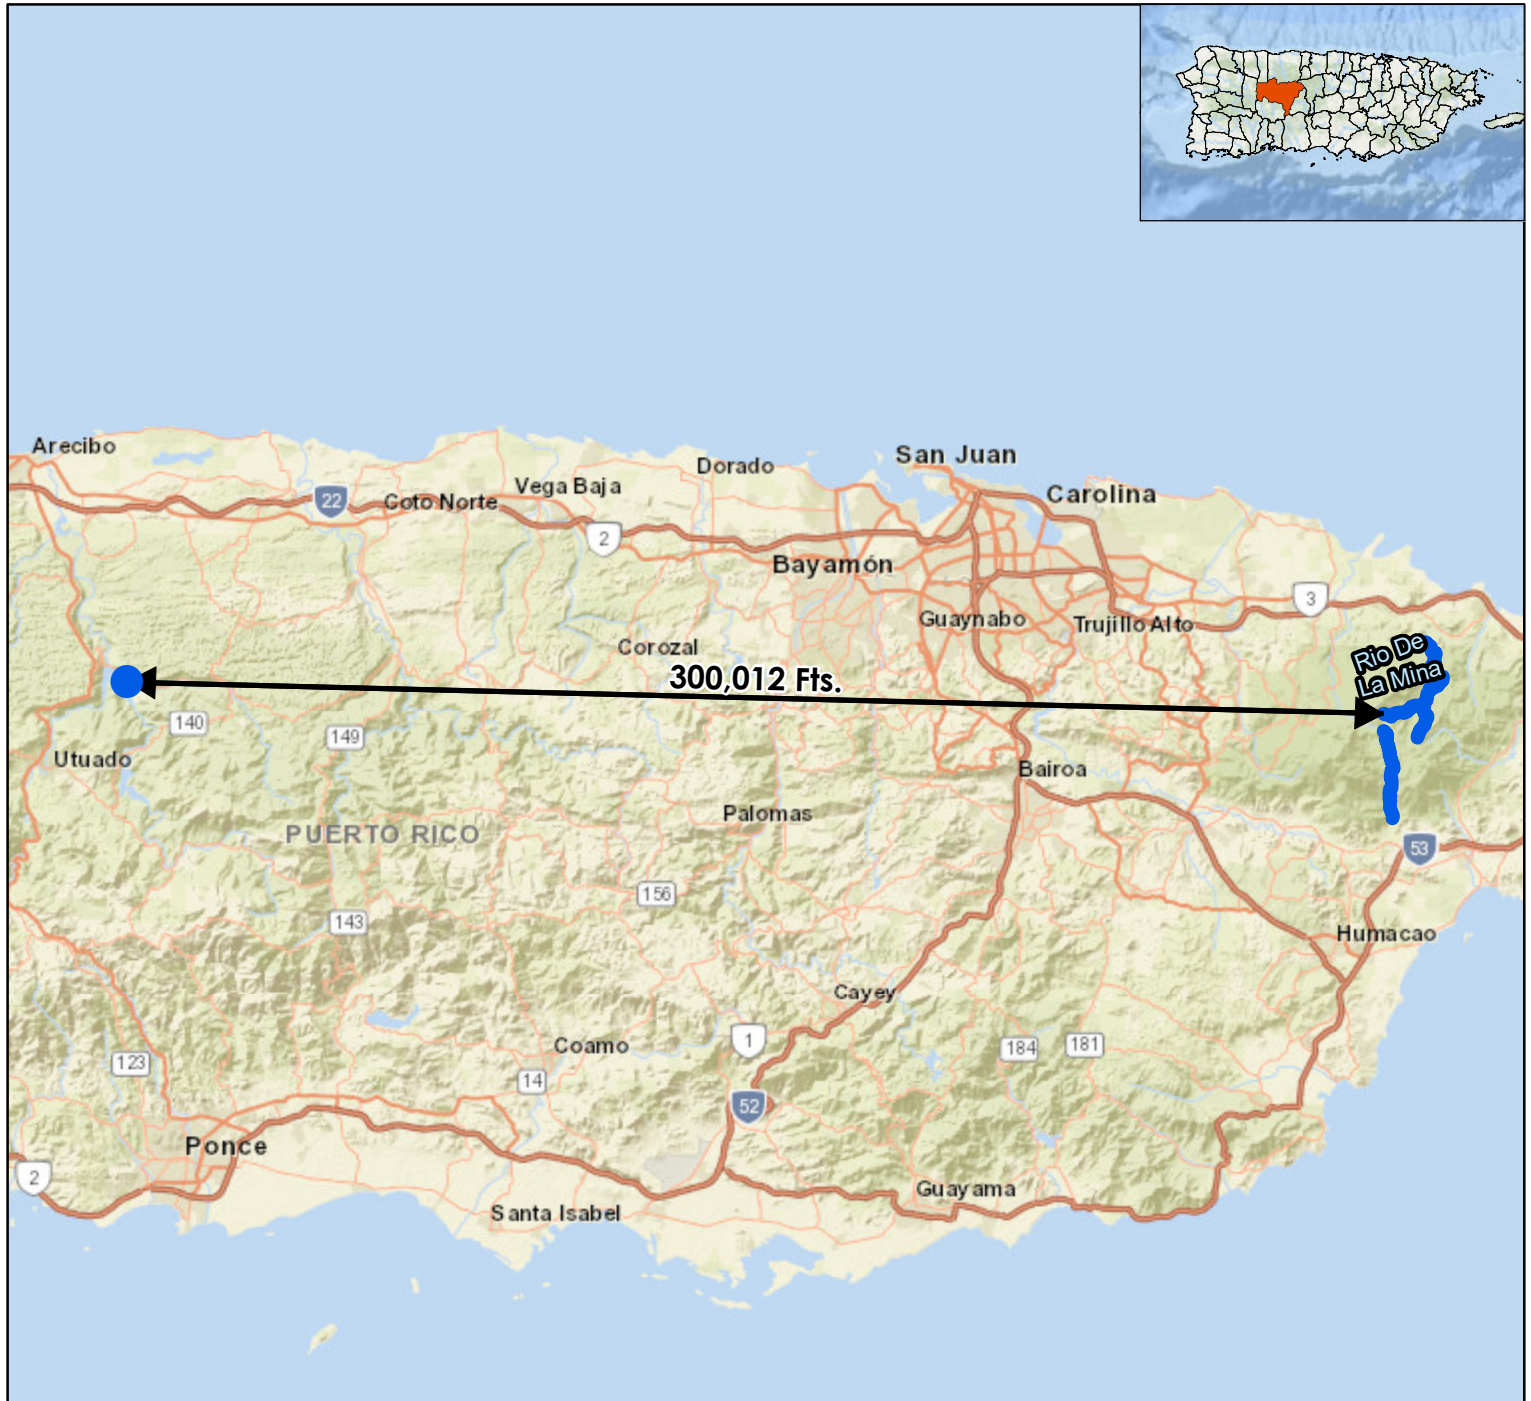 Arecibo
San Juan
Dorado
Vega Baja
22
Coto Norte
Carolina
2
Bayamón
3
Guaynabo
Trujillo Alto
Corozal
Rio De
La Mina
300,012 Fts.
140
149
Utuado
Bairoa
Palomas
PUERTO RICO
53
156
143
Humacao
Cayey
1
Coamo
184
181
123
14
52
Ponce
2
Guayama
Santa Isabel